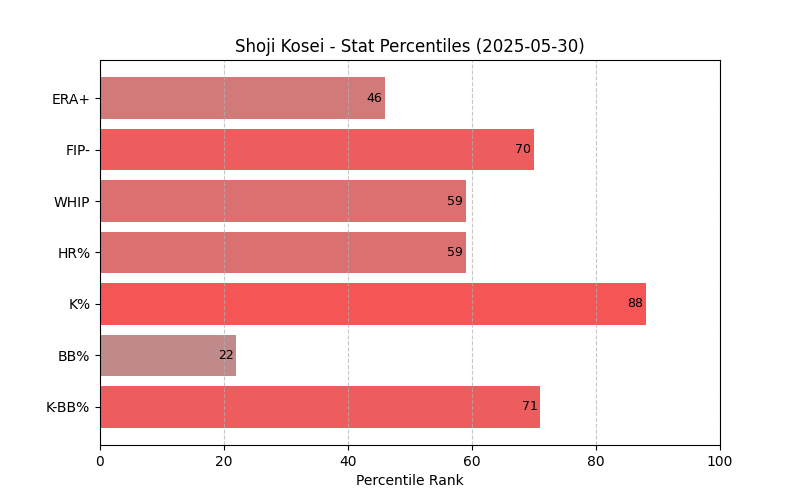 Shoji Kosei - Stat Percentiles (2025-05-30)
ERA+ 46
FIP- 70
WHIP 59
HR% 59
K% 88
BB% 22
K-BB% 71
0 20 40 60 80 100
Percentile Rank